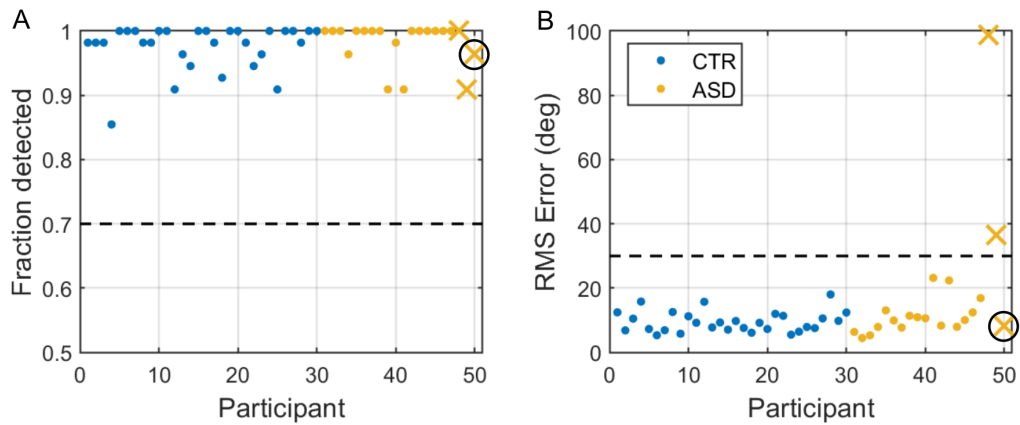 A
1
0.9
0.8
0.7
0.6
0.5
0 10 20 30 40 50
Fraction detected
Participant
B
100
80
60
40
20
0
0 10 20 30 40 50
RMS Error (deg)
Participant
CTR
ASD